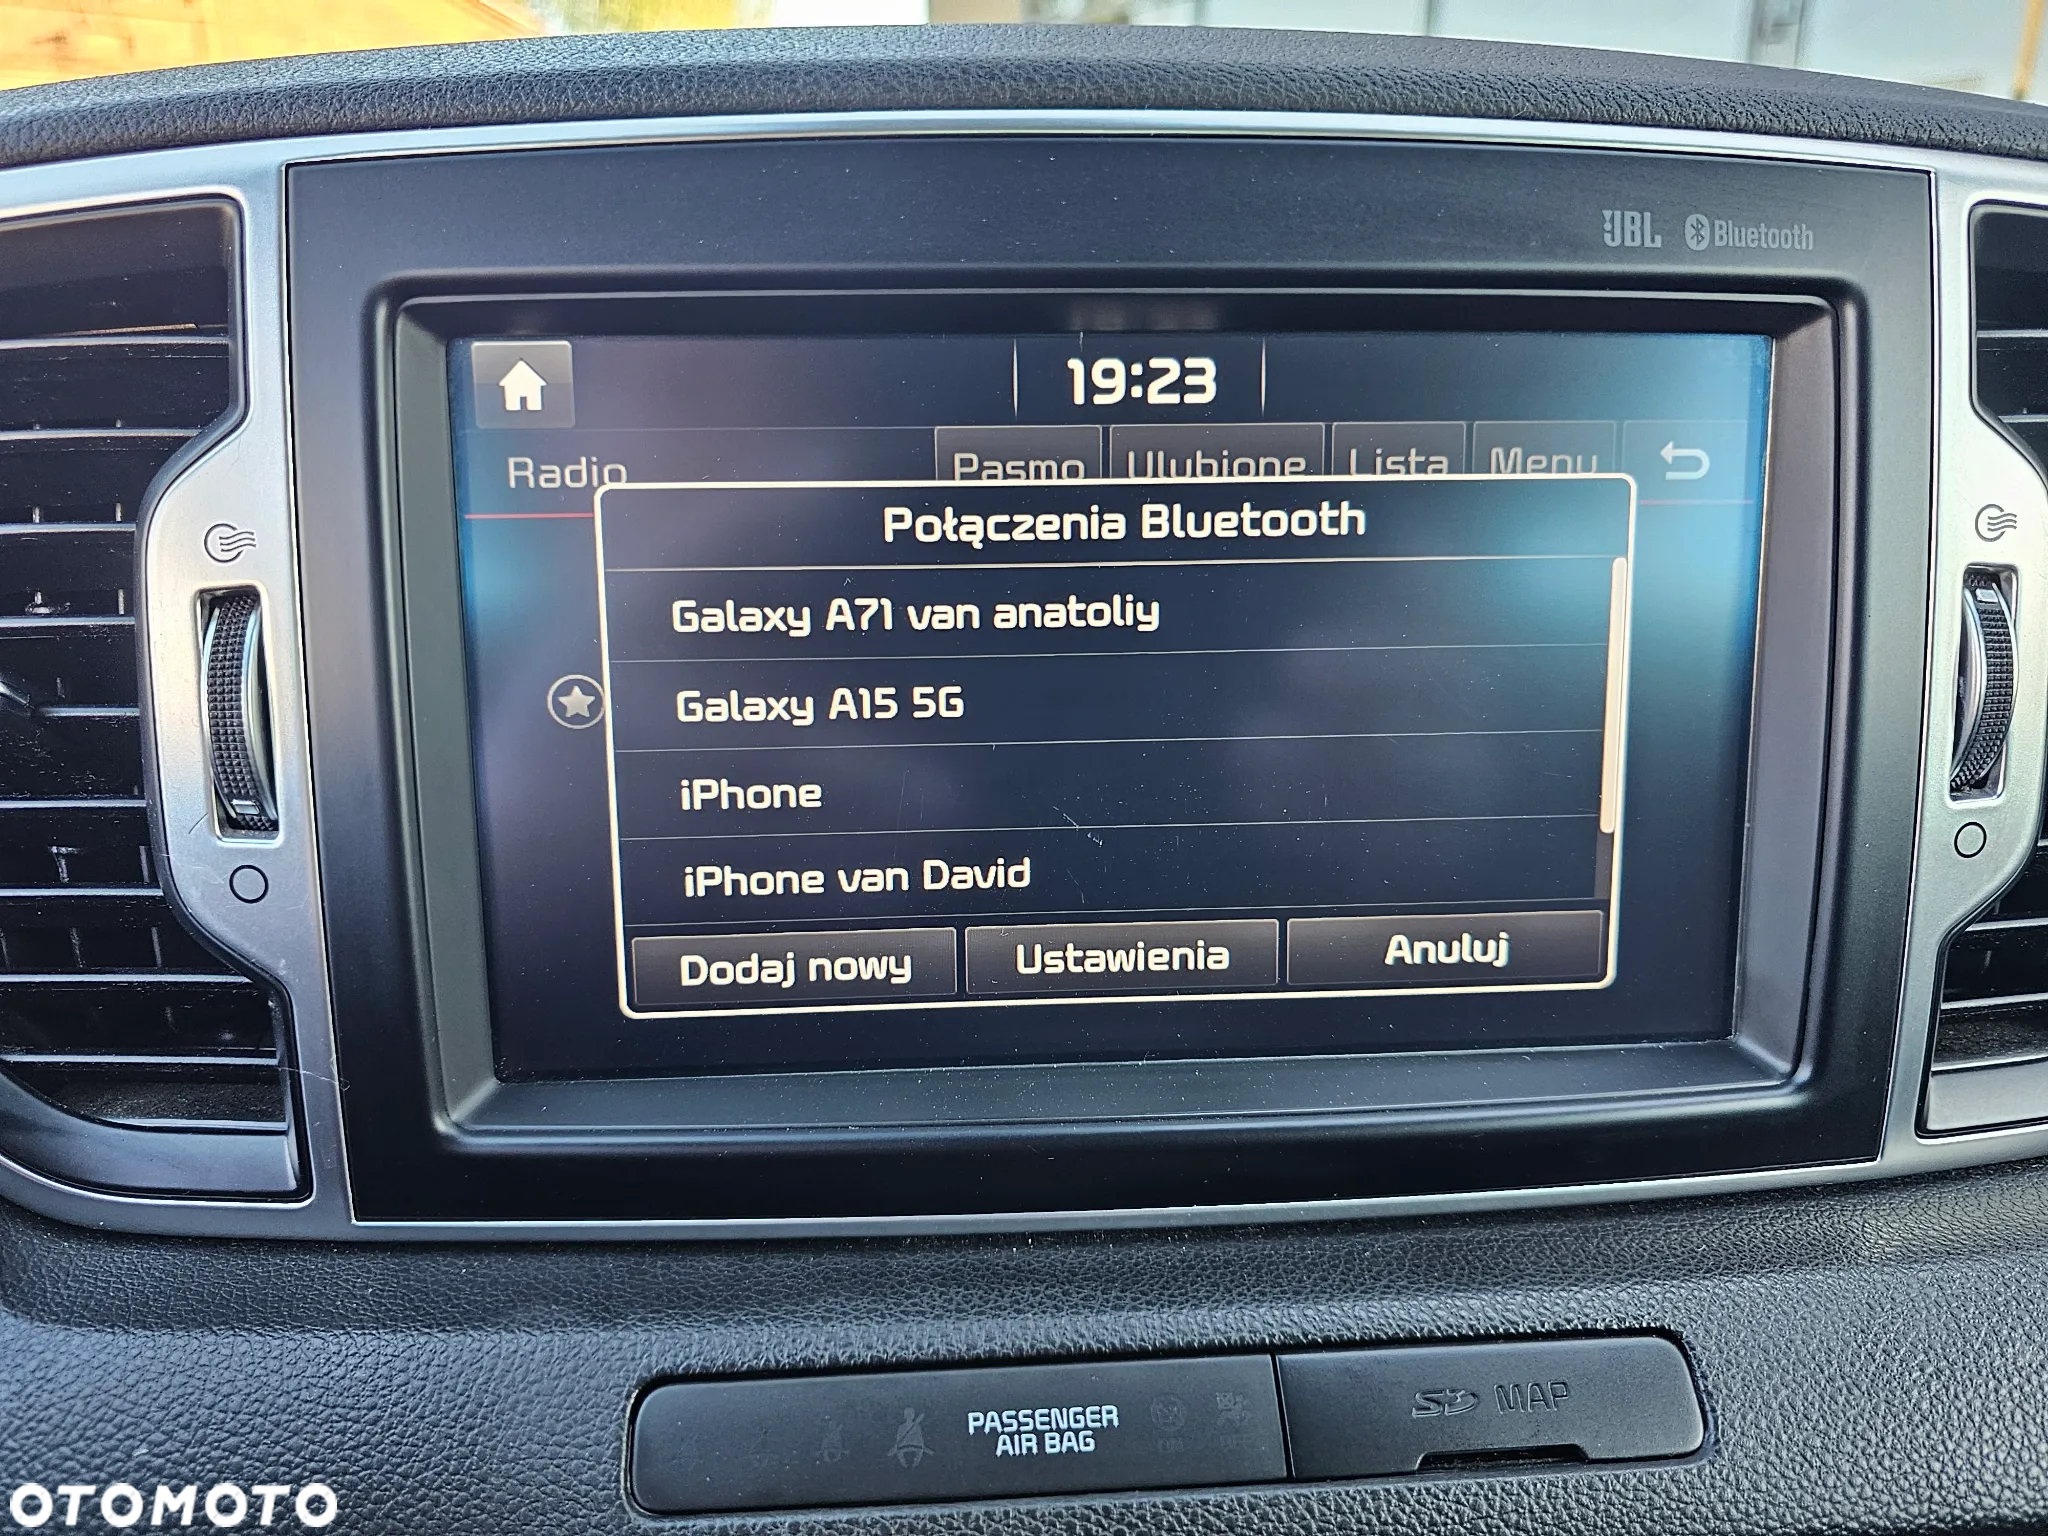 JBL Bluetooth
19:23
Radio Pasmo Ulubione Lista Menu
Połączenia Bluetooth
Galaxy A71 van anatoliy
Galaxy A15 5G
iPhone
iPhone van David
Dodaj nowy Ustawienia Anuluj
PASSENGER
AIR BAG
SD MAP
OTOMOTO